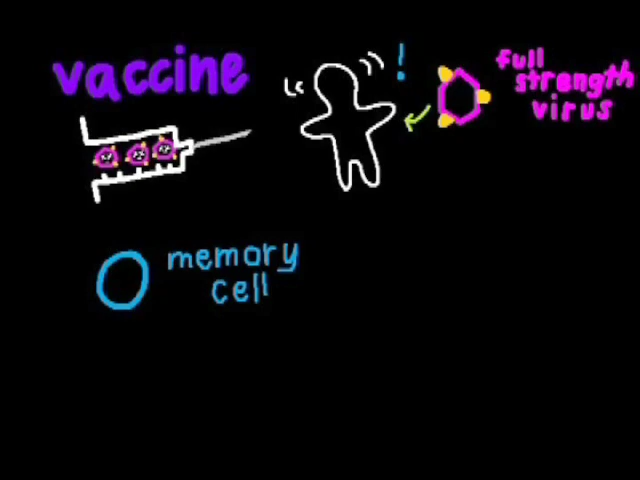 vaccine
!
full
strength
virus
memory
cell